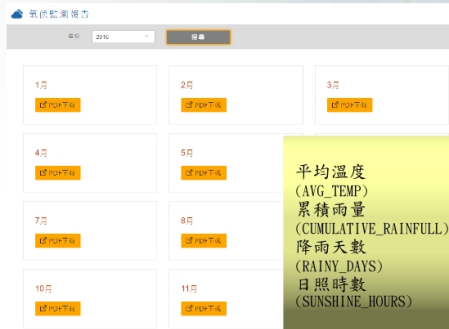 氣候監測報告
年份 2016 搜尋
1月 2月 3月
PDF下載 PDF下載 PDF下載
4月 5月
PDF下載 PDF下載
7月 8月
PDF下載 PDF下載
10月 11月
PDF下載 PDF下載
平均溫度
(AVG_TEMP)
累積雨量
(CUMULATIVE_RAINFULL)
降雨天數
(RAINY_DAYS)
日照時數
(SUNSHINE_HOURS)